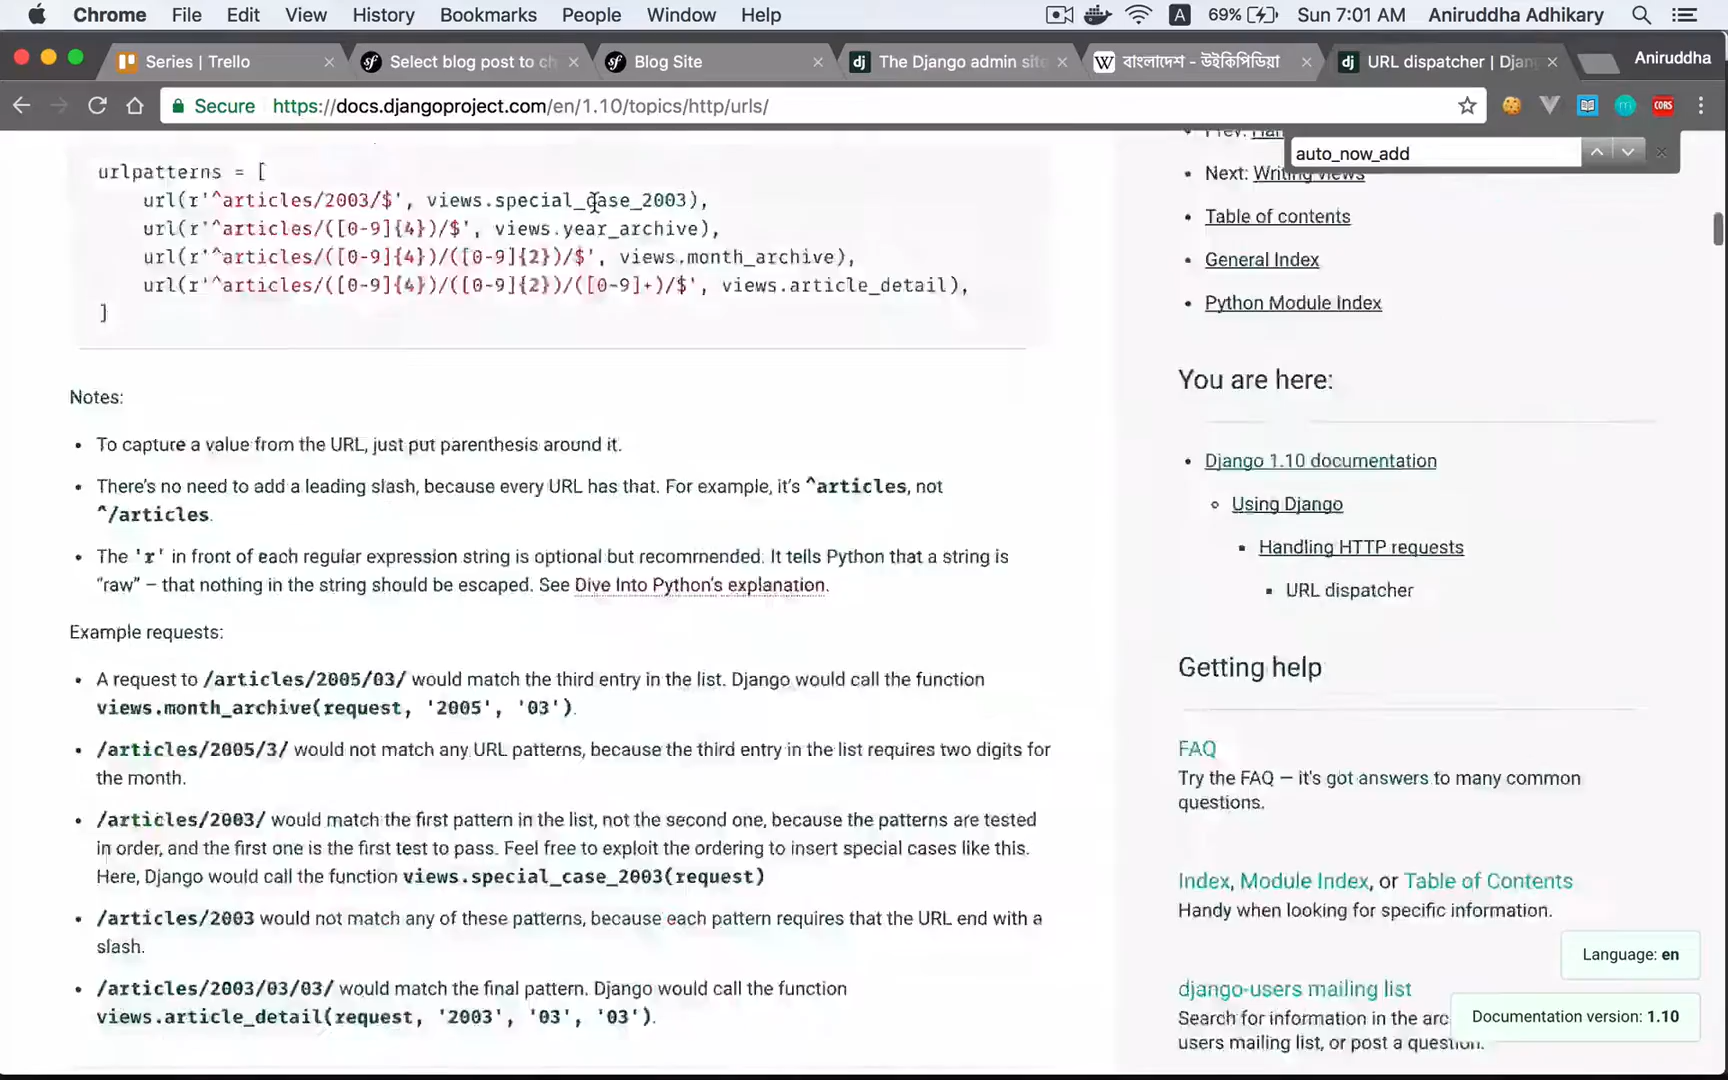 Chrome File Edit View History Bookmarks People Window Help A 69% Sun 7:01 AM Aniruddha Adhikary
Series | Trello × Select blog post to ch × Blog Site × The Django admin site × বাংলাদেশ - উইকিপিডিয়া × URL dispatcher | Djan × Aniruddha
Secure https://docs.djangoproject.com/en/1.10/topics/http/urls/ CORS
auto_now_add
urlpatterns = [
url(r'^articles/2003/$', views.special_case_2003),
url(r'^articles/([0-9]{4})/$', views.year_archive),
url(r'^articles/([0-9]{4})/([0-9]{2})/$', views.month_archive),
url(r'^articles/([0-9]{4})/([0-9]{2})/([0-9]+)/$', views.article_detail),
]
Notes:
• To capture a value from the URL, just put parenthesis around it.
• There's no need to add a leading slash, because every URL has that. For example, it's ^articles, not
^/articles.
• The 'r' in front of each regular expression string is optional but recommended. It tells Python that a string is
“raw” – that nothing in the string should be escaped. See Dive Into Python's explanation.
Example requests:
• A request to /articles/2005/03/ would match the third entry in the list. Django would call the function
views.month_archive(request, '2005', '03').
• /articles/2005/3/ would not match any URL patterns, because the third entry in the list requires two digits for
the month.
• /articles/2003/ would match the first pattern in the list, not the second one, because the patterns are tested
in order, and the first one is the first test to pass. Feel free to exploit the ordering to insert special cases like this.
Here, Django would call the function views.special_case_2003(request)
• /articles/2003 would not match any of these patterns, because each pattern requires that the URL end with a
slash.
• /articles/2003/03/03/ would match the final pattern. Django would call the function
views.article_detail(request, '2003', '03', '03').
Prev:
Next: Writing views
Table of contents
General Index
Python Module Index
You are here:
Django 1.10 documentation
Using Django
Handling HTTP requests
URL dispatcher
Getting help
FAQ
Try the FAQ — it's got answers to many common
questions.
Index, Module Index, or Table of Contents
Handy when looking for specific information.
Language: en
django-users mailing list
Search for information in the arc
Documentation version: 1.10
users mailing list, or post a question.